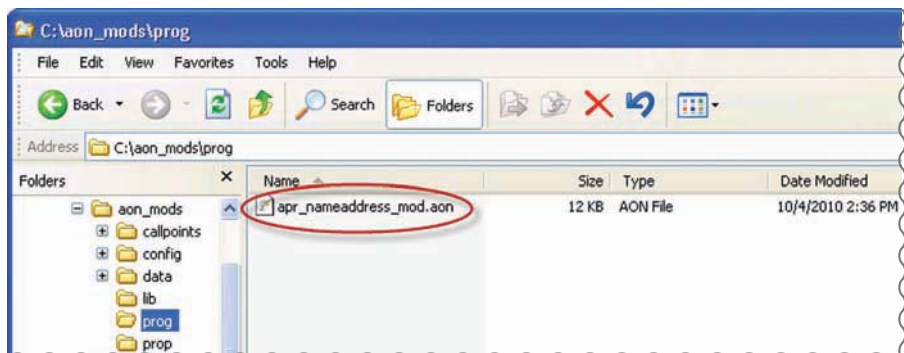 C:\aon_mods\prog
File Edit View Favorites Tools Help
Back Search Folders
Address C:\aon_mods\prog
Folders × Name Size Type Date Modified
aon_mods apr_nameaddress_mod.aon 12 KB AON File 10/4/2010 2:36 PM
callpoints
config
data
lib
prog
prop